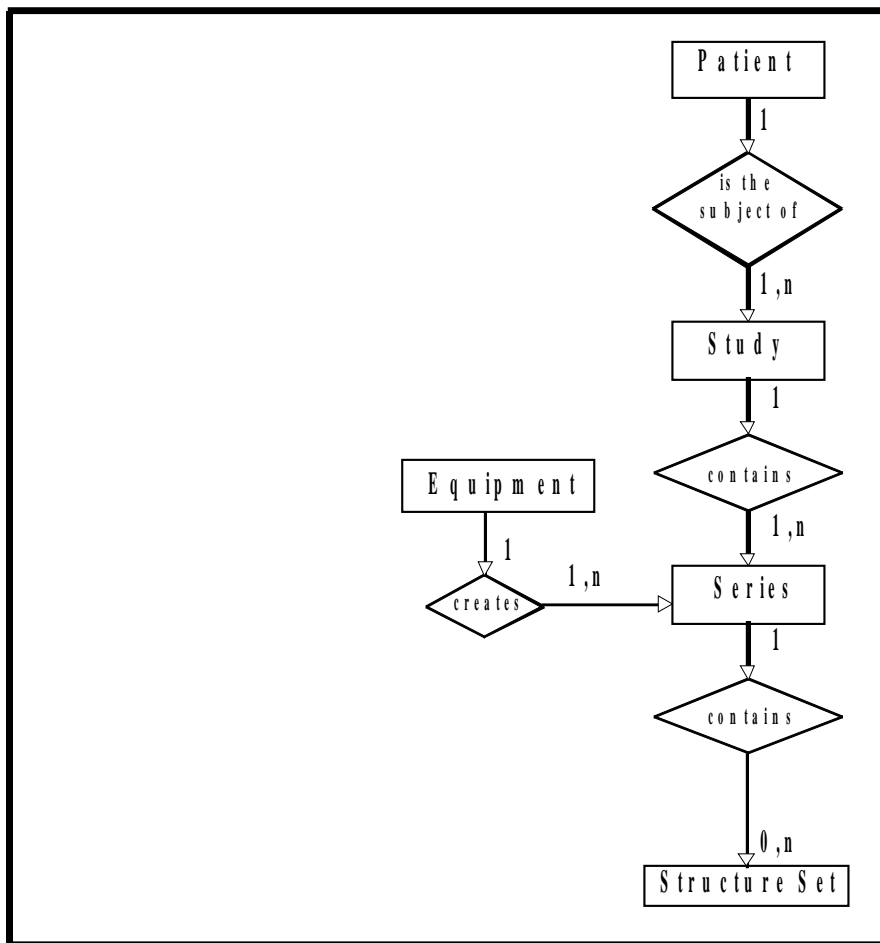 Patient
1
is the
subject of
1,n
Study
1
contains
1,n
Equipment
1
creates
1,n
Series
1
contains
0,n
Structure Set